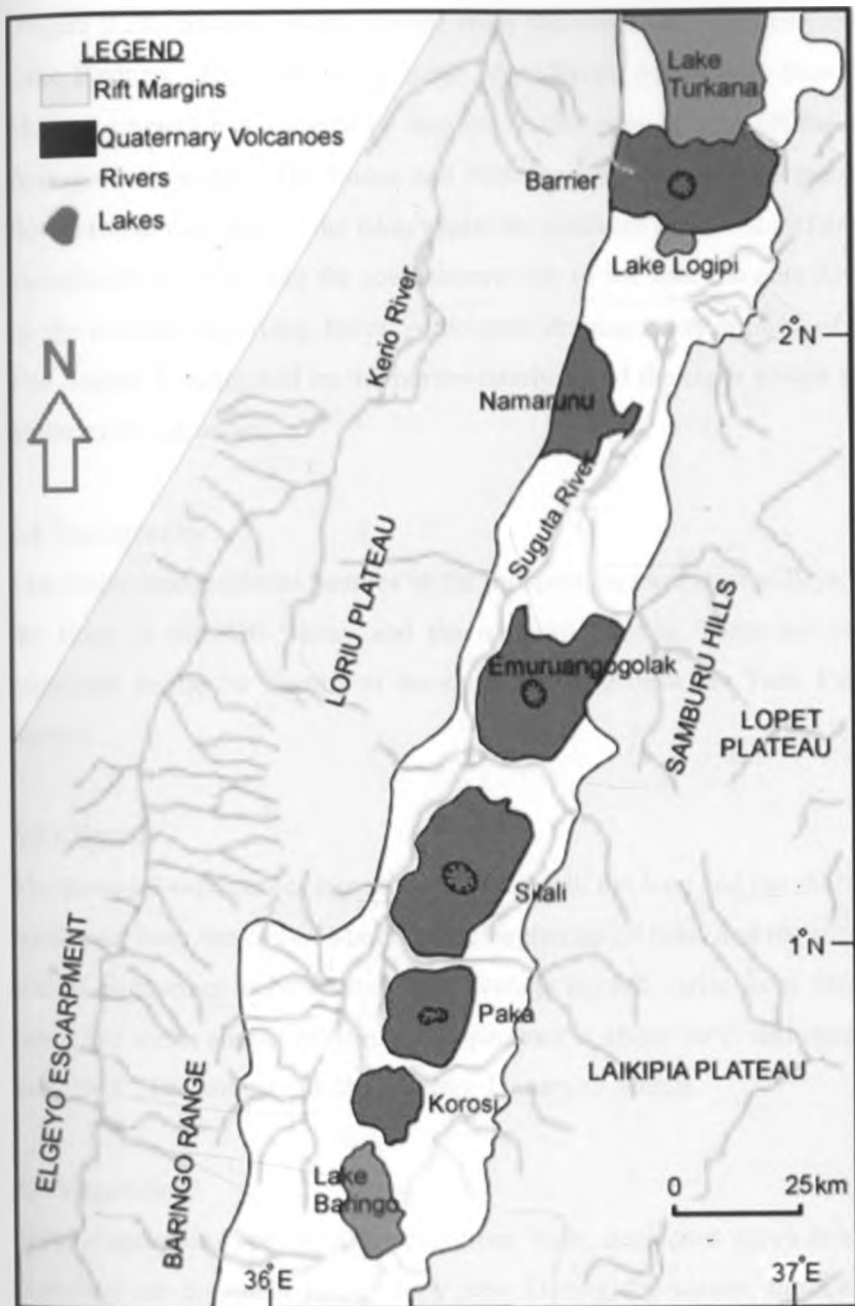 LEGEND
Rift Margins
Quaternary Volcanoes
Rivers
Lakes
Lake
Turkana
Barrier
Lake Logipi
Kerio River
N
2°N
Namarunu
Suguta River
LORIU PLATEAU
Emuruangogolak
SAMBURU HILLS
LOPET
PLATEAU
Silali
1°N
Paka
LAIKIPIA PLATEAU
Korosi
ELGEYO ESCARPMENT
BARINGO RANGE
Lake
Baringo
0 25km
36°E
37°E